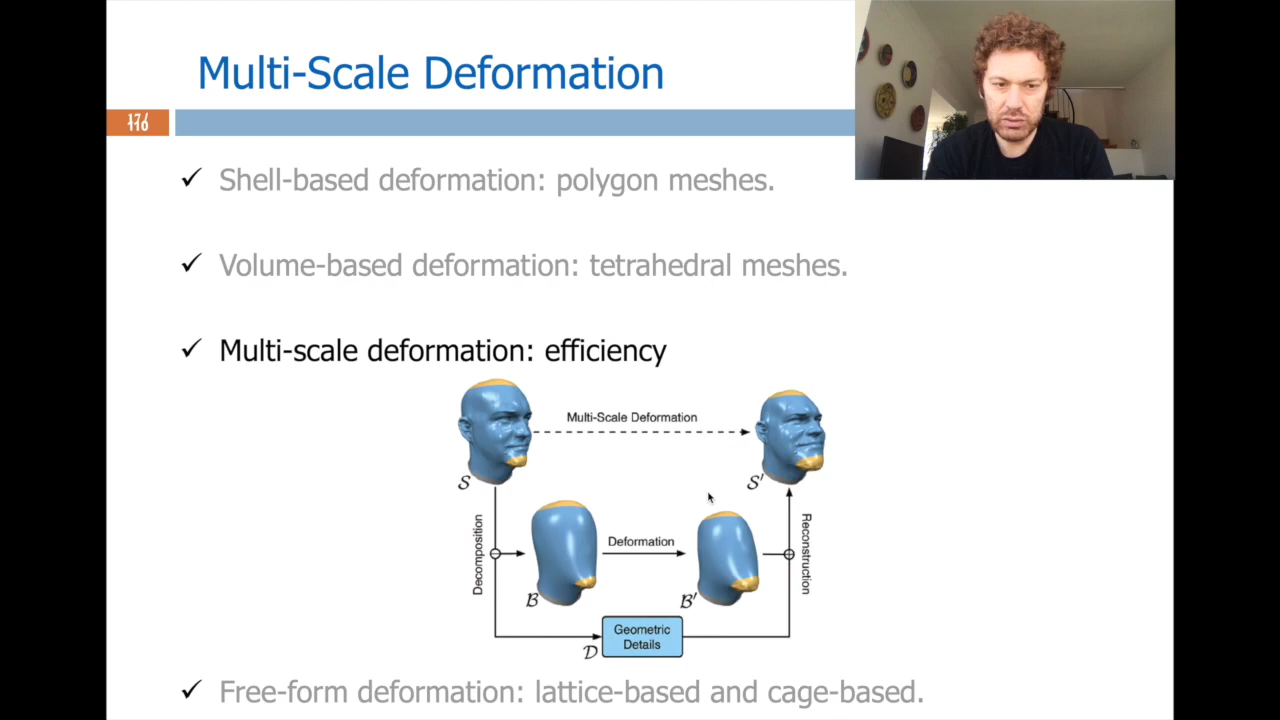 Multi-Scale Deformation
✓ Shell-based deformation: polygon meshes.
✓ Volume-based deformation: tetrahedral meshes.
✓ Multi-scale deformation: efficiency
Multi-Scale Deformation
S
S'
Decomposition
Deformation
Reconstruction
B
B'
Geometric
Details
D
✓ Free-form deformation: lattice-based and cage-based.